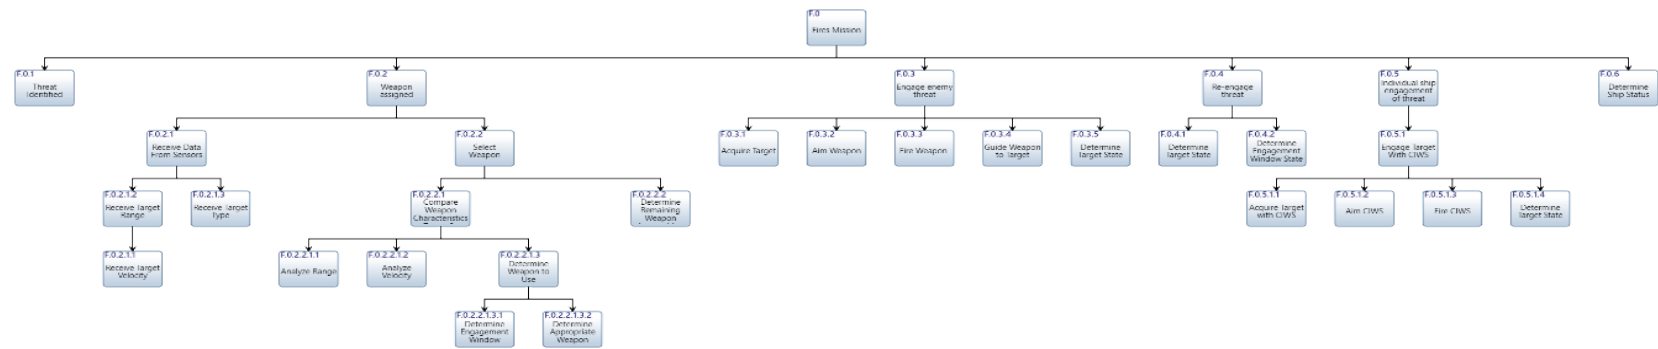 F.0
Fires Mission
F.0.1
Threat
Identified
F.0.2
Weapon
assigned
F.0.3
Engage enemy
threat
F.0.4
Re-engage
threat
F.0.5
Individual ship
engagement
of threat
F.0.6
Determine
Ship Status
F.0.2.1
Receive Data
From Sensors
F.0.2.2
Select
Weapon
F.0.3.1
Acquire Target
F.0.3.2
Aim Weapon
F.0.3.3
Fire Weapon
F.0.3.4
Guide Weapon
to Target
F.0.3.5
Determine
Target State
F.0.4.1
Determine
Target State
F.0.4.2
Determine
Engagement
Window State
F.0.5.1
Engage Target
With CIWS
F.0.2.1.2
Receive Target
Range
F.0.2.1.3
Receive Target
Type
F.0.2.2.1
Compare
Weapon
Characteristics
F.0.2.2.2
Determine
Remaining
Weapon
F.0.5.1.1
Acquire Target
with CIWS
F.0.5.1.2
Aim CIWS
F.0.5.1.3
Fire CIWS
F.0.5.1.4
Determine
Target State
F.0.2.1.1
Receive Target
Velocity
F.0.2.2.1.1
Analyze Range
F.0.2.2.1.2
Analyze
Velocity
F.0.2.2.1.3
Determine
Weapon to
Use
F.0.2.2.1.3.1
Determine
Engagement
Window
F.0.2.2.1.3.2
Determine
Appropriate
Weapon